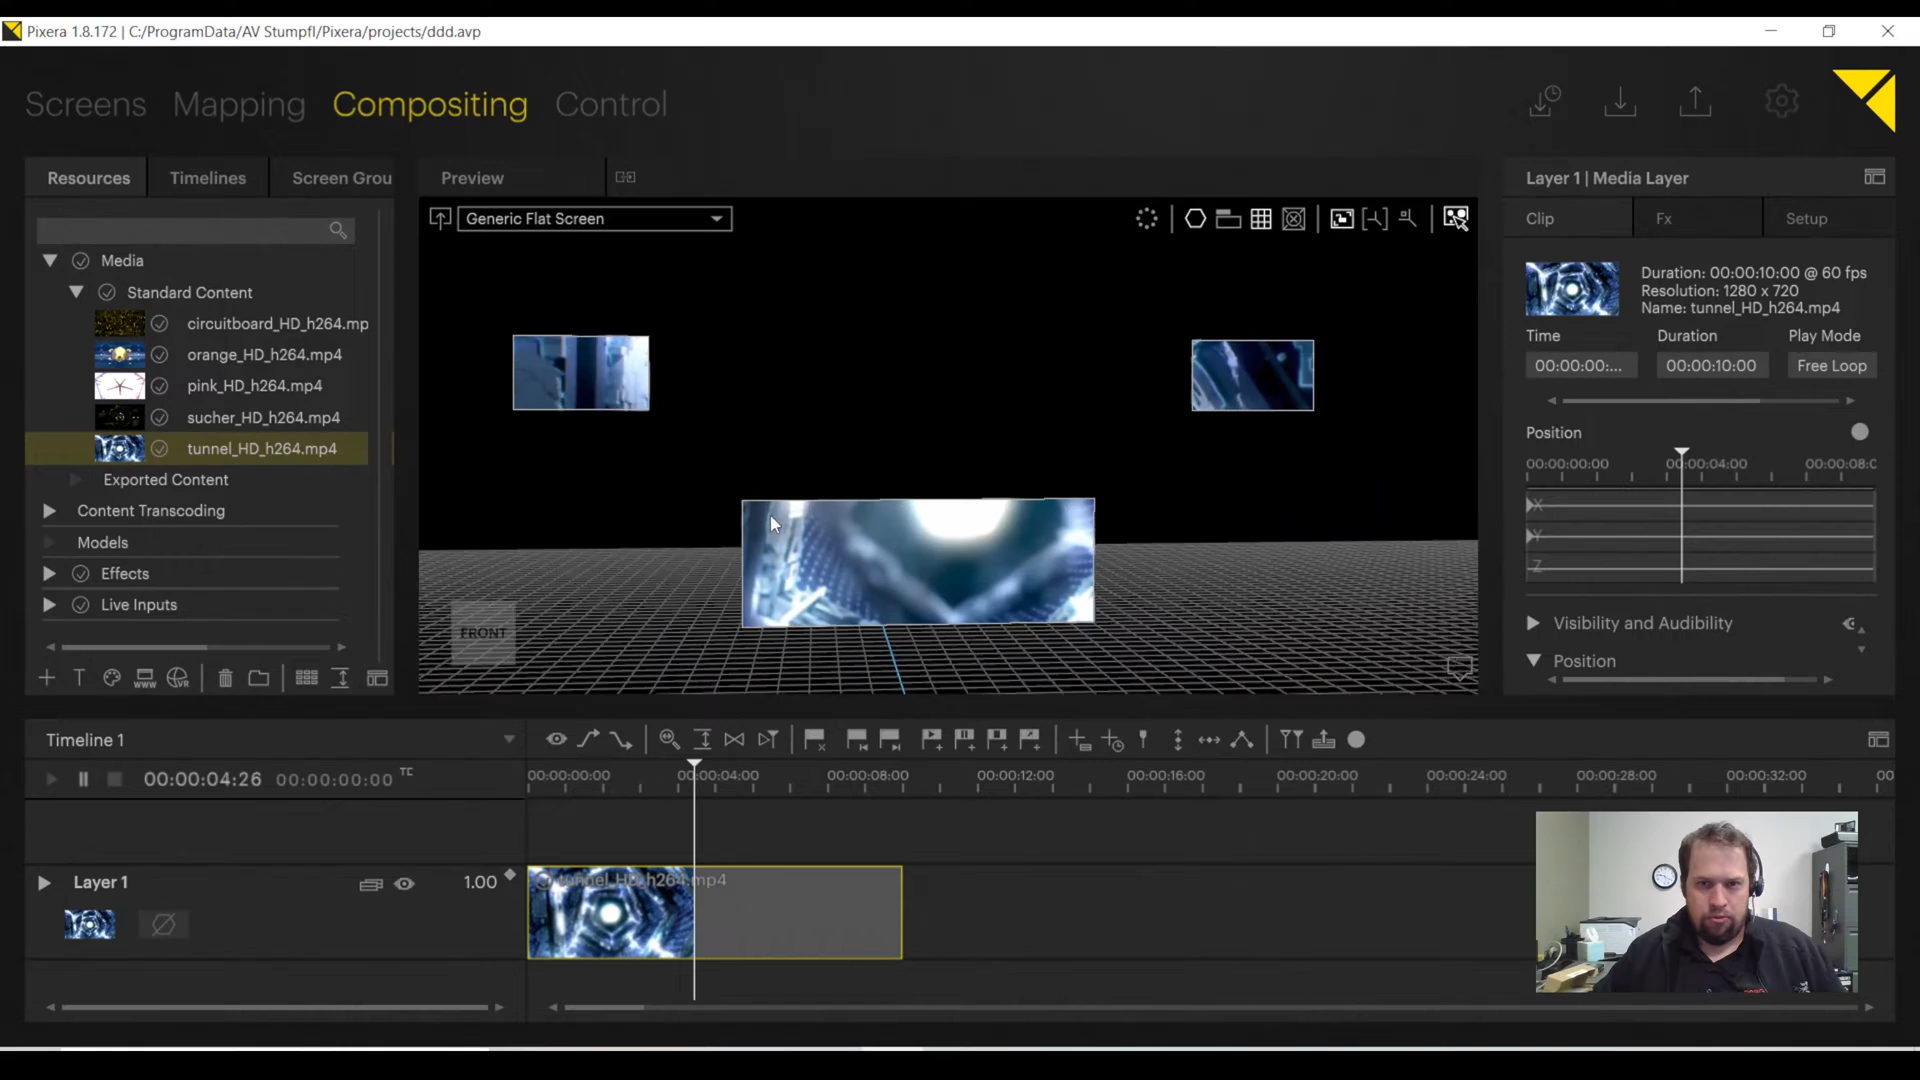 Pixera 1.8.172 | C:/ProgramData/AV Stumpfl/Pixera/projects/ddd.avp
Screens Mapping Compositing Control
Resources Timelines Screen Grou
Preview
Layer 1 | Media Layer
Generic Flat Screen
Clip Fx Setup
Media
Standard Content
circuitboard_HD_h264.mp
orange_HD_h264.mp4
pink_HD_h264.mp4
sucher_HD_h264.mp4
tunnel_HD_h264.mp4
Exported Content
Content Transcoding
Models
Effects
Live Inputs
WWW
VR
FRONT
Duration: 00:00:10:00 @ 60 fps
Resolution: 1280 x 720
Name: tunnel_HD_h264.mp4
Time Duration Play Mode
00:00:00:... 00:00:10:00 Free Loop
Position
00:00:00:00 00:00:04:00 00:00:08:0
X
Y
Z
Visibility and Audibility
Position
Timeline 1
00:00:04:26 00:00:00:00 TC
00:00:00:00 00:00:04:00 00:00:08:00 00:00:12:00 00:00:16:00 00:00:20:00 00:00:24:00 00:00:28:00 00:00:32:00 00
Layer 1
1.00
tunnel_HD_h264.mp4